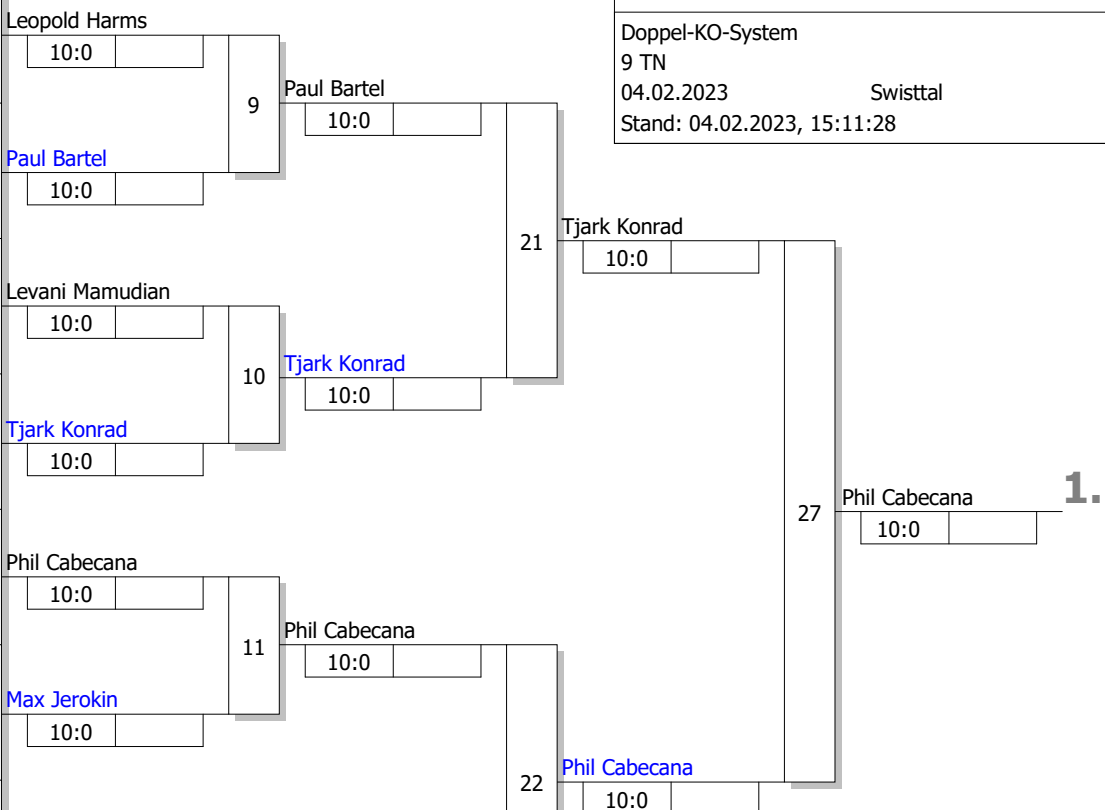 Doppel-KO-System
9 TN
04.02.2023 Swisttal
Stand: 04.02.2023, 15:11:28
Leopold Harms
10:0
9
Paul Bartel
10:0
Paul Bartel
10:0
21
Tjark Konrad
10:0
Levani Mamudian
10:0
10
Tjark Konrad
10:0
Tjark Konrad
10:0
27
Phil Cabecana
1.
10:0
Phil Cabecana
10:0
11
Phil Cabecana
10:0
Max Jerokin
10:0
22
Phil Cabecana
10:0